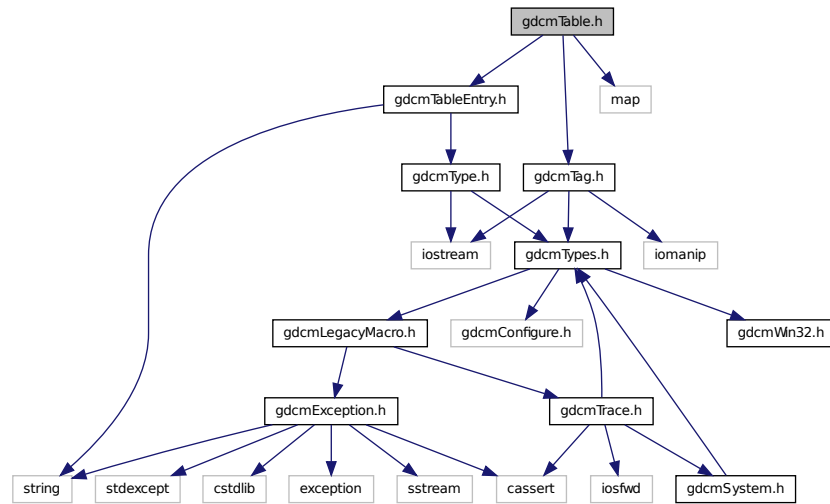 gdcmTable.h
gdcmTableEntry.h
map
gdcmType.h
gdcmTag.h
iostream
gdcmTypes.h
iomanip
gdcmLegacyMacro.h
gdcmConfigure.h
gdcmWin32.h
gdcmException.h
gdcmTrace.h
string
stdexcept
cstdlib
exception
sstream
cassert
iosfwd
gdcmSystem.h